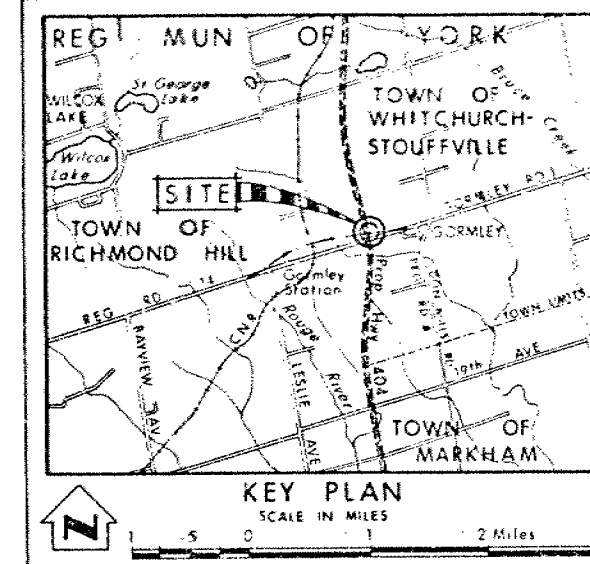 REG MUN OF YORK
St George
Lake
WILCOX
LAKE
Wilcox
Lake
TOWN OF
WHITCHURCH-
STOUFFVILLE
Bruce Creek
SITE
TOWN OF
RICHMOND HILL
GORMLEY RD
GORMLEY
REG RD 14
Gormley
Station
C.N.R.
BAYVIEW
Rouge River
LESLIE AVE
Prop Hwy 404
TOWN LIMITS
19th AVE
TOWN OF
MARKHAM
KEY PLAN
SCALE IN MILES
N
1 .5 0 1 2 Miles